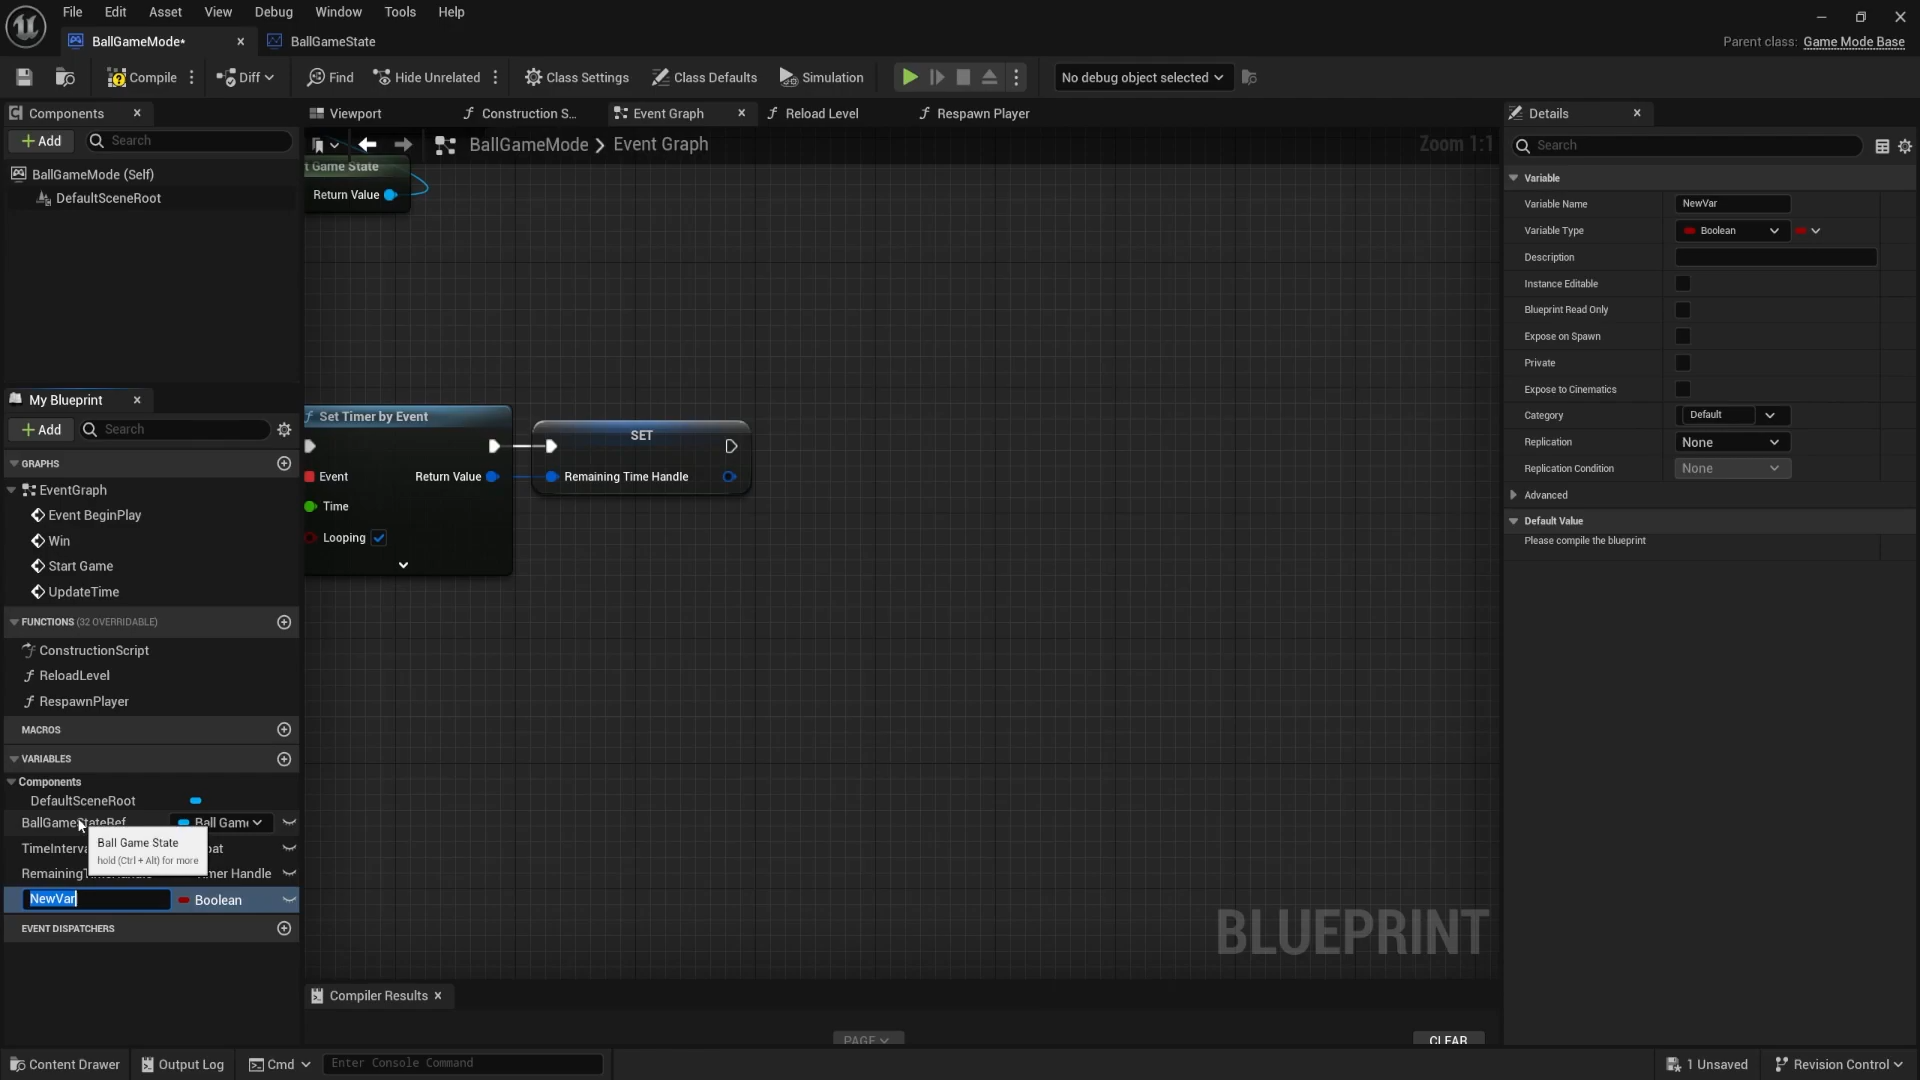 File Edit Asset View Debug Window Tools Help
BallGameMode* BallGameState
Parent class: Game Mode Base
Compile Diff Find Hide Unrelated Class Settings Class Defaults Simulation No debug object selected
Components
Add Search
BallGameMode (Self)
DefaultSceneRoot
Viewport Construction S... Event Graph Reload Level Respawn Player
BallGameMode > Event Graph Zoom 1:1
t Game State
Return Value
Set Timer by Event
Event Return Value
Time
Looping
SET
Remaining Time Handle
BLUEPRINT
My Blueprint
Add Search
GRAPHS
EventGraph
Event BeginPlay
Win
Start Game
UpdateTime
FUNCTIONS (32 OVERRIDABLE)
ConstructionScript
ReloadLevel
RespawnPlayer
MACROS
VARIABLES
Components
DefaultSceneRoot
BallGameStateRef Ball Game
Ball Game State
hold (Ctrl + Alt) for more
NewVar Boolean
EVENT DISPATCHERS
Details
Search
Variable
Variable Name NewVar
Variable Type Boolean
Description
Instance Editable
Blueprint Read Only
Expose on Spawn
Private
Expose to Cinematics
Category Default
Replication None
Replication Condition None
Advanced
Default Value
Please compile the blueprint
Compiler Results
PAGE CLEAR
Content Drawer Output Log Cmd Enter Console Command 1 Unsaved Revision Control